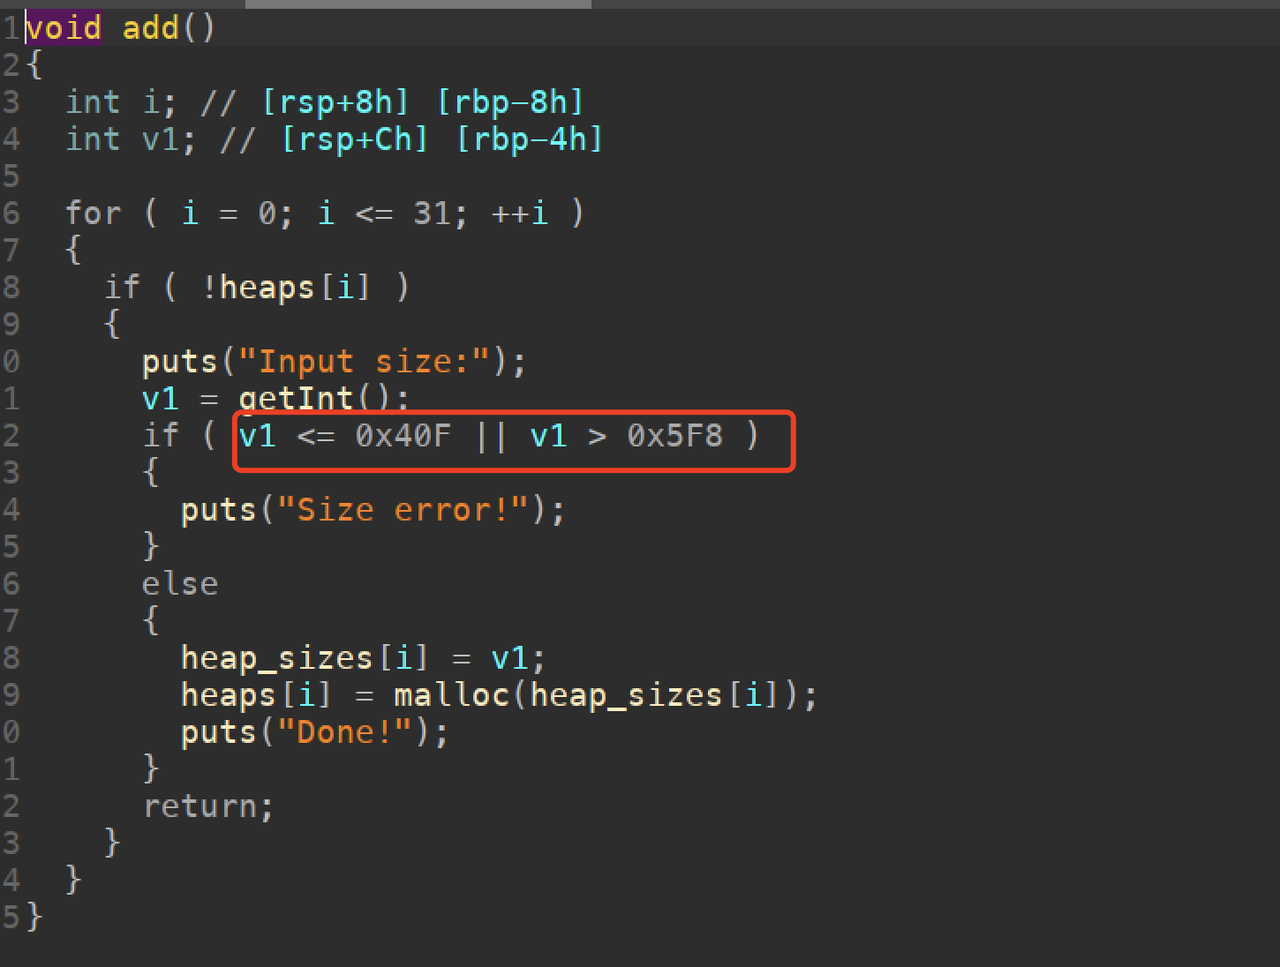 1 void add()
2 {
3   int i; // [rsp+8h] [rbp-8h]
4   int v1; // [rsp+Ch] [rbp-4h]
5
6   for ( i = 0; i <= 31; ++i )
7   {
8     if ( !heaps[i] )
9     {
0       puts("Input size:");
1       v1 = getInt();
2       if ( v1 <= 0x40F || v1 > 0x5F8 )
3       {
4         puts("Size error!");
5       }
6       else
7       {
8         heap_sizes[i] = v1;
9         heaps[i] = malloc(heap_sizes[i]);
0         puts("Done!");
1       }
2       return;
3     }
4   }
5 }